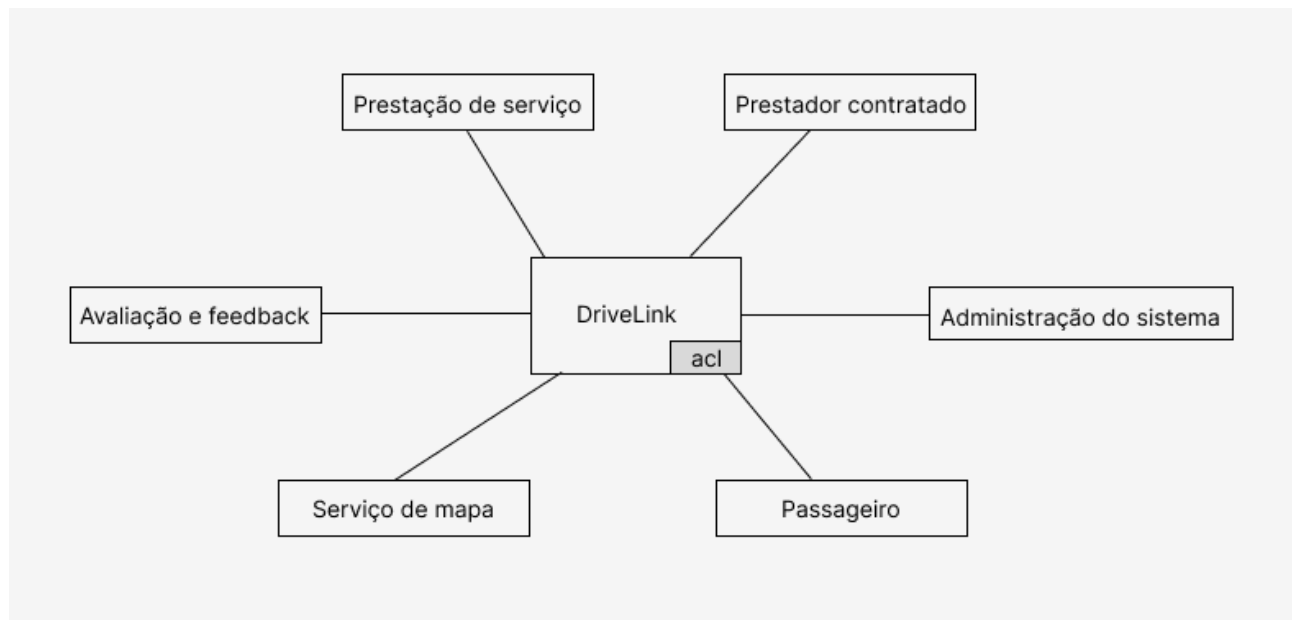 Prestação de serviço
Prestador contratado
Avaliação e feedback
DriveLink
Administração do sistema
acl
Serviço de mapa
Passageiro